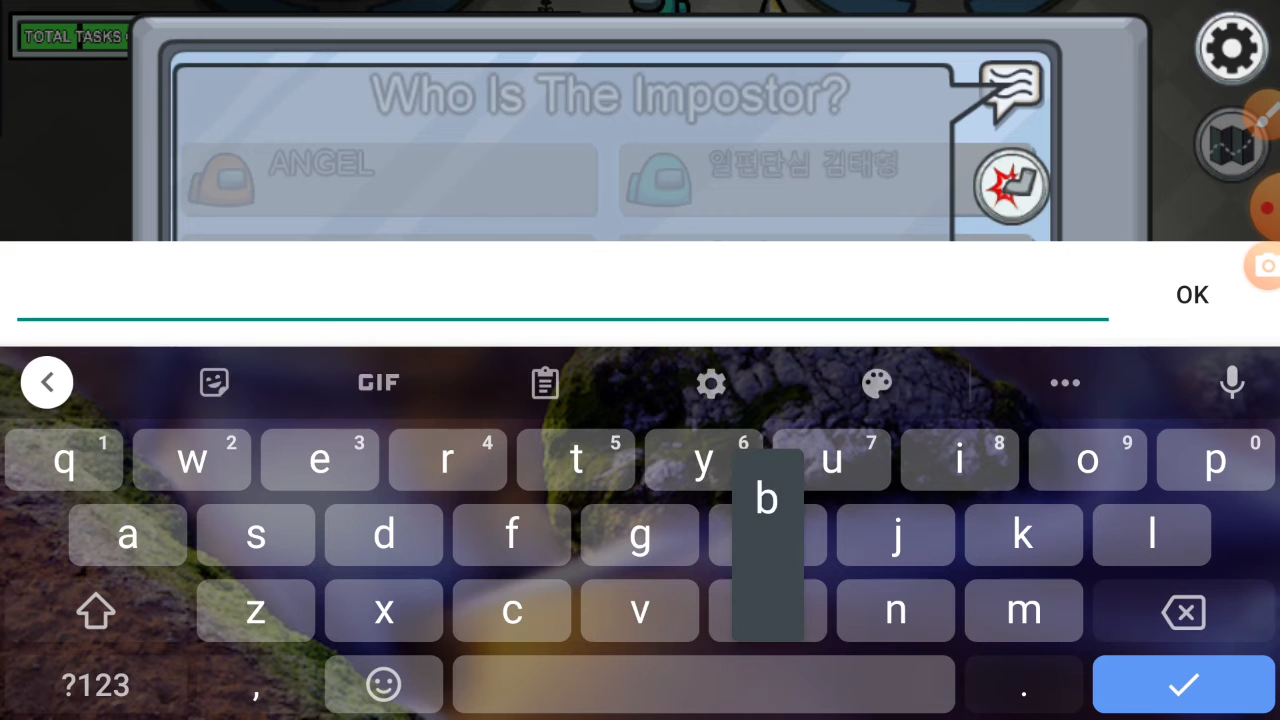 TOTAL TASKS
Who Is The Impostor?
ANGEL
일편단심 김태형
OK
GIF
q 1 w 2 e 3 r 4 t 5 y 6 u 7 i 8 o 9 p 0
a s d f g j k l
b
z x c v n m
?123 , .